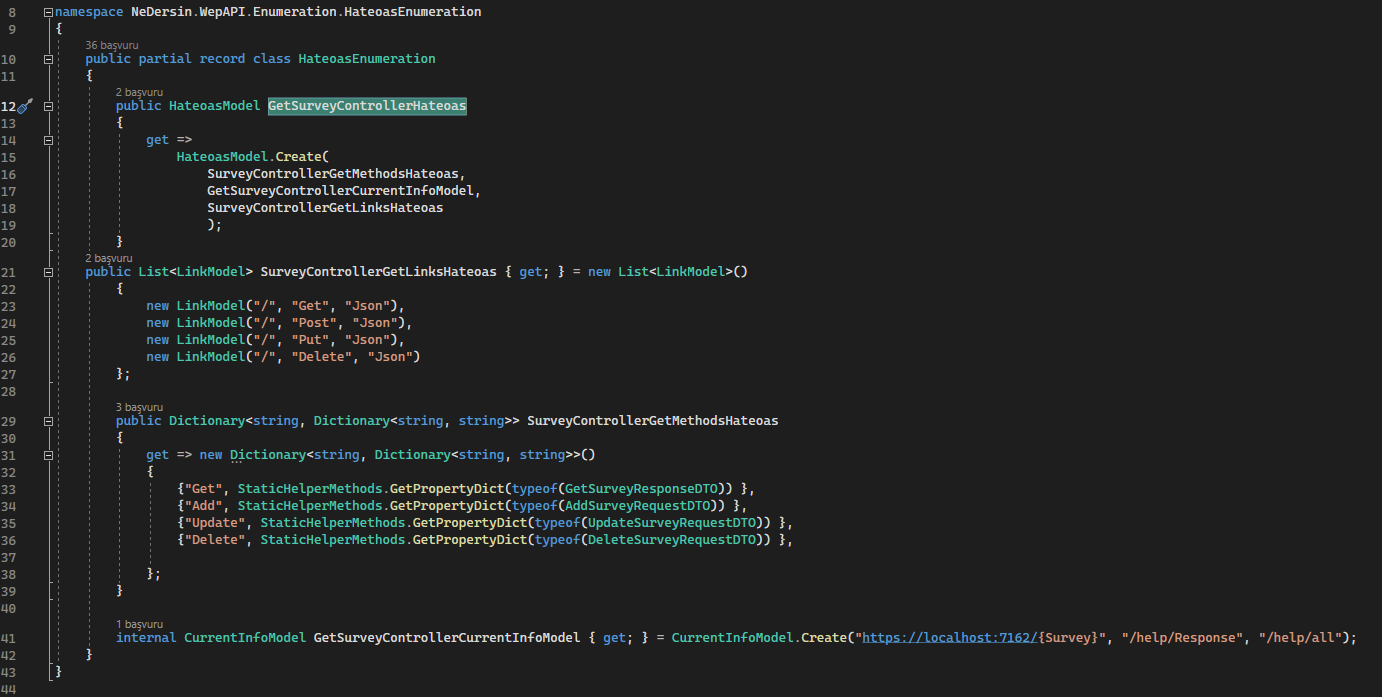 8 namespace NeDersin.WepAPI.Enumeration.HateoasEnumeration
9 {
36 başvuru
10 public partial record class HateoasEnumeration
11 {
2 başvuru
12 public HateoasModel GetSurveyControllerHateoas
13 {
14 get =>
15 HateoasModel.Create(
16 SurveyControllerGetMethodsHateoas,
17 GetSurveyControllerCurrentInfoModel,
18 SurveyControllerGetLinksHateoas
19 );
20 }
2 başvuru
21 public List<LinkModel> SurveyControllerGetLinksHateoas { get; } = new List<LinkModel>()
22 {
23 new LinkModel("/", "Get", "Json"),
24 new LinkModel("/", "Post", "Json"),
25 new LinkModel("/", "Put", "Json"),
26 new LinkModel("/", "Delete", "Json")
27 };
28
3 başvuru
29 public Dictionary<string, Dictionary<string, string>> SurveyControllerGetMethodsHateoas
30 {
31 get => new Dictionary<string, Dictionary<string, string>>()
32 {
33 {"Get", StaticHelperMethods.GetPropertyDict(typeof(GetSurveyResponseDTO)) },
34 {"Add", StaticHelperMethods.GetPropertyDict(typeof(AddSurveyRequestDTO)) },
35 {"Update", StaticHelperMethods.GetPropertyDict(typeof(UpdateSurveyRequestDTO)) },
36 {"Delete", StaticHelperMethods.GetPropertyDict(typeof(DeleteSurveyRequestDTO)) },
37
38 };
39 }
40
1 başvuru
41 internal CurrentInfoModel GetSurveyControllerCurrentInfoModel { get; } = CurrentInfoModel.Create("https://localhost:7162/{Survey}", "/help/Response", "/help/all");
42 }
43 }
44